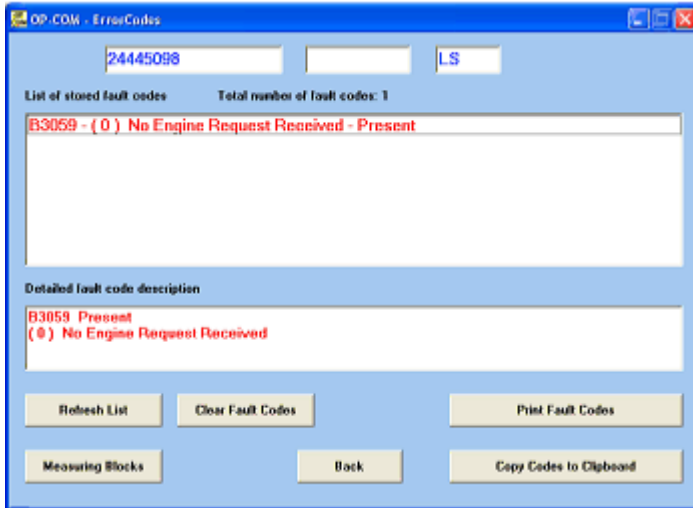 OP-COM - ErrorCodes
24445098 LS
List of stored fault codes Total number of fault codes: 1
B3059 - ( 0 ) No Engine Request Received - Present
Detailed fault code description
B3059 Present
( 0 ) No Engine Request Received
Refresh List Clear Fault Codes Print Fault Codes
Measuring Blocks Back Copy Codes to Clipboard